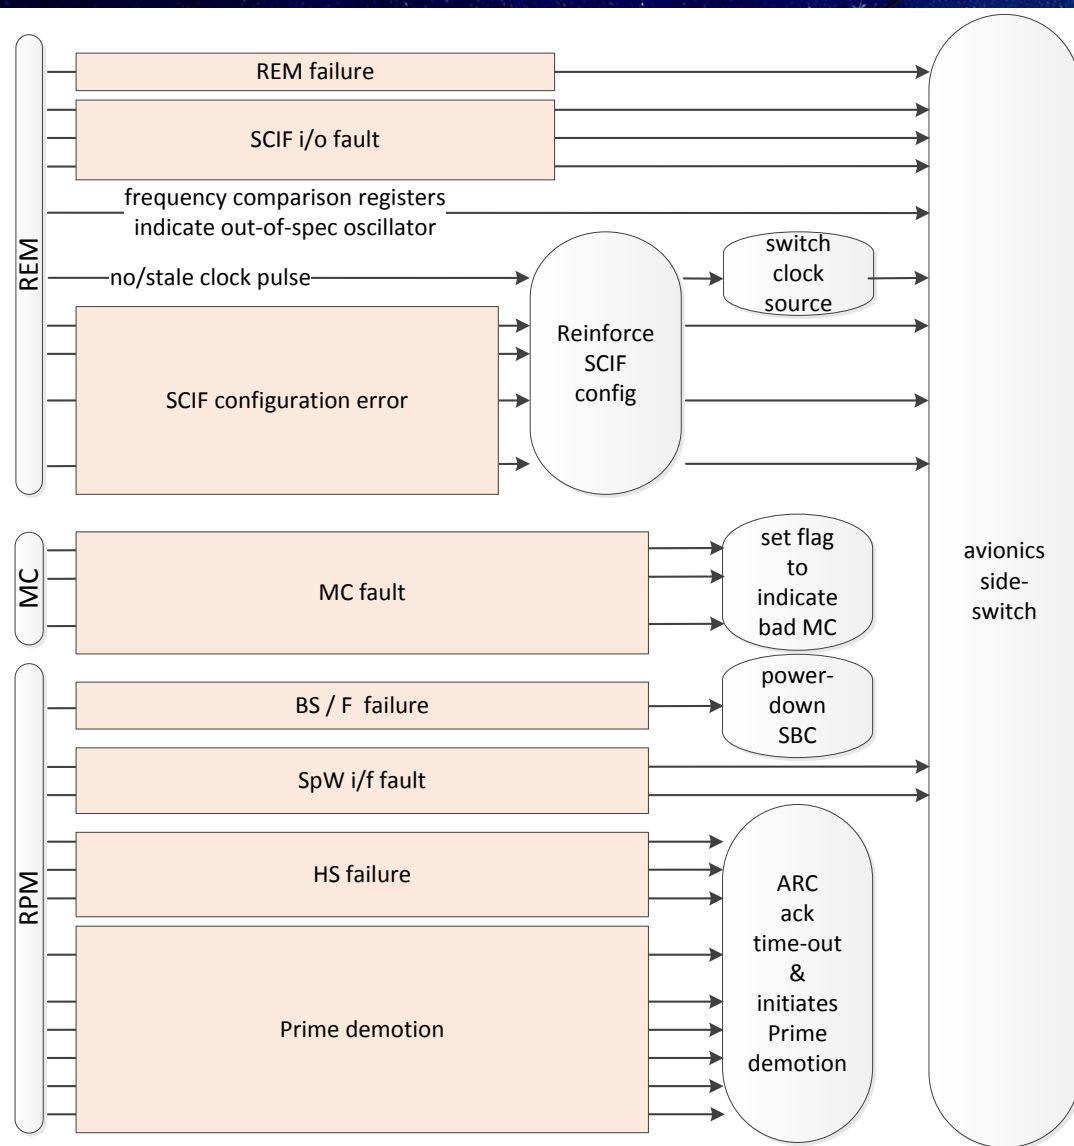 REM
REM failure
SCIF i/o fault
frequency comparison registers
indicate out-of-spec oscillator
no/stale clock pulse
SCIF configuration error
Reinforce
SCIF
config
switch
clock
source
MC
MC fault
set flag
to
indicate
bad MC
RPM
BS / F failure
power-
down
SBC
SpW i/f fault
HS failure
Prime demotion
ARC
ack
time-out
&
initiates
Prime
demotion
avionics
side-
switch